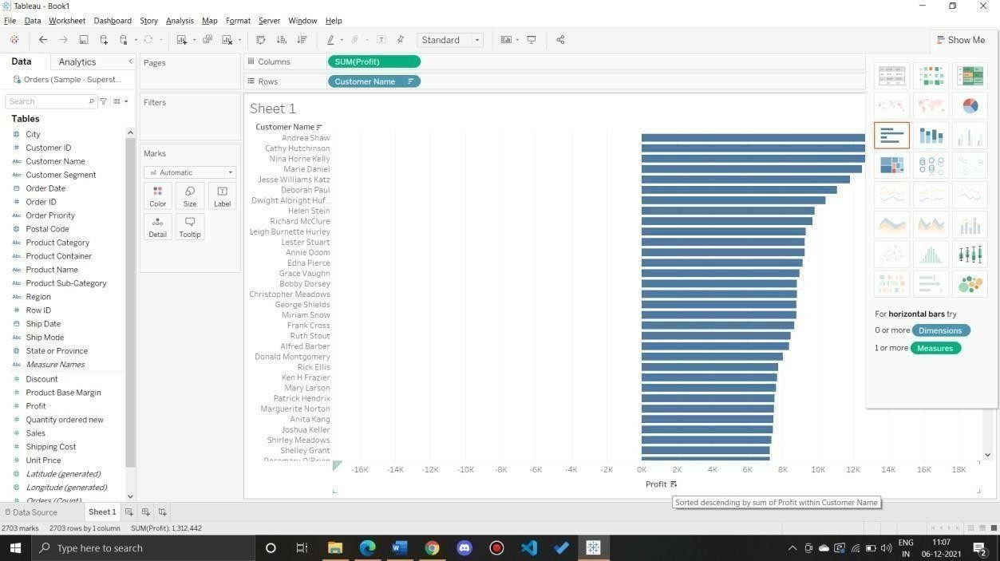 Tableau - Book1
File Data Worksheet Dashboard Story Analysis Map Format Server Window Help
Standard
Show Me
Data Analytics
Orders (Sample - Superst...
Search
Tables
City
Customer ID
Abc Customer Name
Abc Customer Segment
Order Date
# Order ID
Abc Order Priority
Postal Code
Abc Product Category
Abc Product Container
Abc Product Name
Abc Product Sub-Category
Region
# Row ID
Ship Date
Abc Ship Mode
State or Province
Abc Measure Names
# Discount
# Product Base Margin
# Profit
# Quantity ordered new
# Sales
# Shipping Cost
# Unit Price
Latitude (generated)
Longitude (generated)
Orders (Count)
Pages
Filters
Marks
Automatic
Color Size Label
Detail Tooltip
Columns SUM(Profit)
Rows Customer Name
Sheet 1
Customer Name
Andrea Shaw
Cathy Hutchinson
Nina Horne Kelly
Marie Daniel
Jesse Williams Katz
Deborah Paul
Dwight Albright Huf..
Helen Stein
Richard McClure
Leigh Burnette Hurley
Lester Stuart
Annie Odom
Edna Pierce
Grace Vaughn
Bobby Dorsey
Christopher Meadows
George Shields
Miriam Snow
Frank Cross
Ruth Stout
Alfred Barber
Donald Montgomery
Rick Ellis
Ken H Frazier
Mary Larson
Patrick Hendrix
Marguerite Norton
Anita Kang
Joshua Keller
Shirley Meadows
Shelley Grant
Rosemary O'Brien
-16K -14K -12K -10K -8K -6K -4K -2K 0K 2K 4K 6K 8K 10K 12K 14K 16K 18K
Profit
Sorted descending by sum of Profit within Customer Name
For horizontal bars try
0 or more Dimensions
1 or more Measures
Data Source Sheet 1
2703 marks 2703 rows by 1 column SUM(Profit): 1,312,442
Type here to search
ENG
IN
11:07
06-12-2021
2